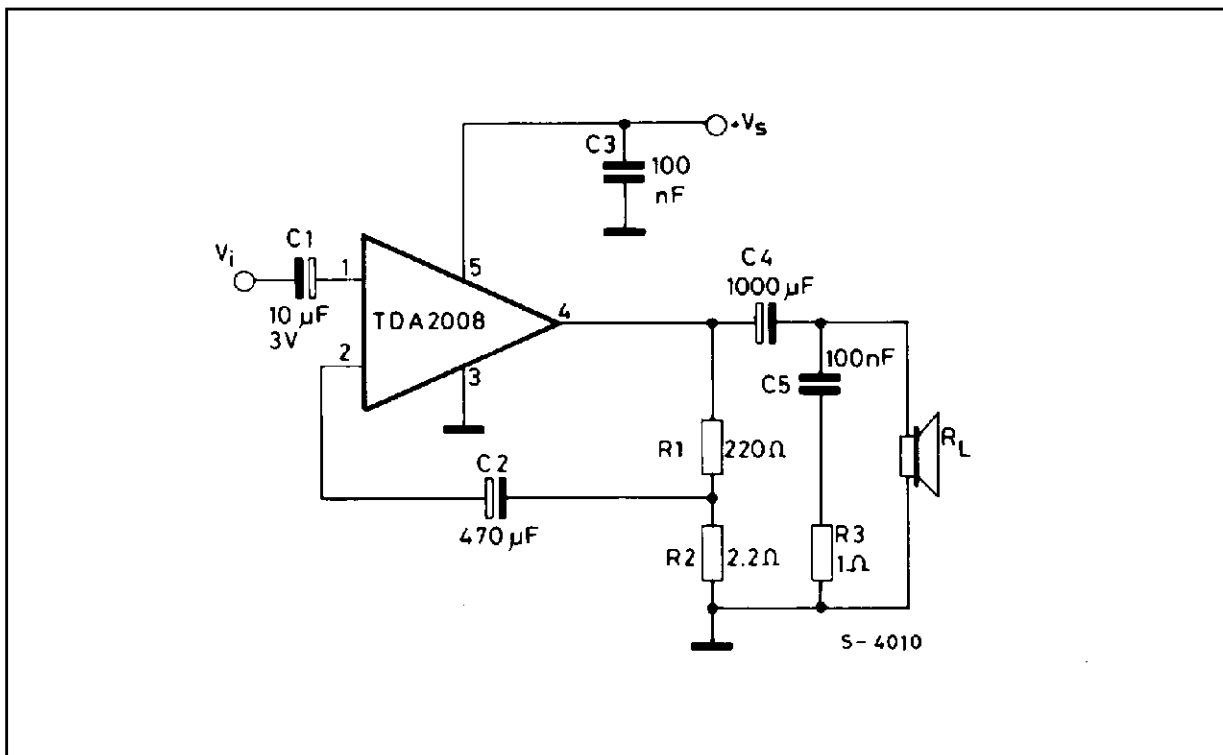 +Vs
C3
100
nF
Vi
C1
1
5
10 µF
3V
TDA2008
4
C4
1000 µF
2
3
100nF
C5
R1
220Ω
RL
C2
470 µF
R2
2.2Ω
R3
1Ω
S-4010